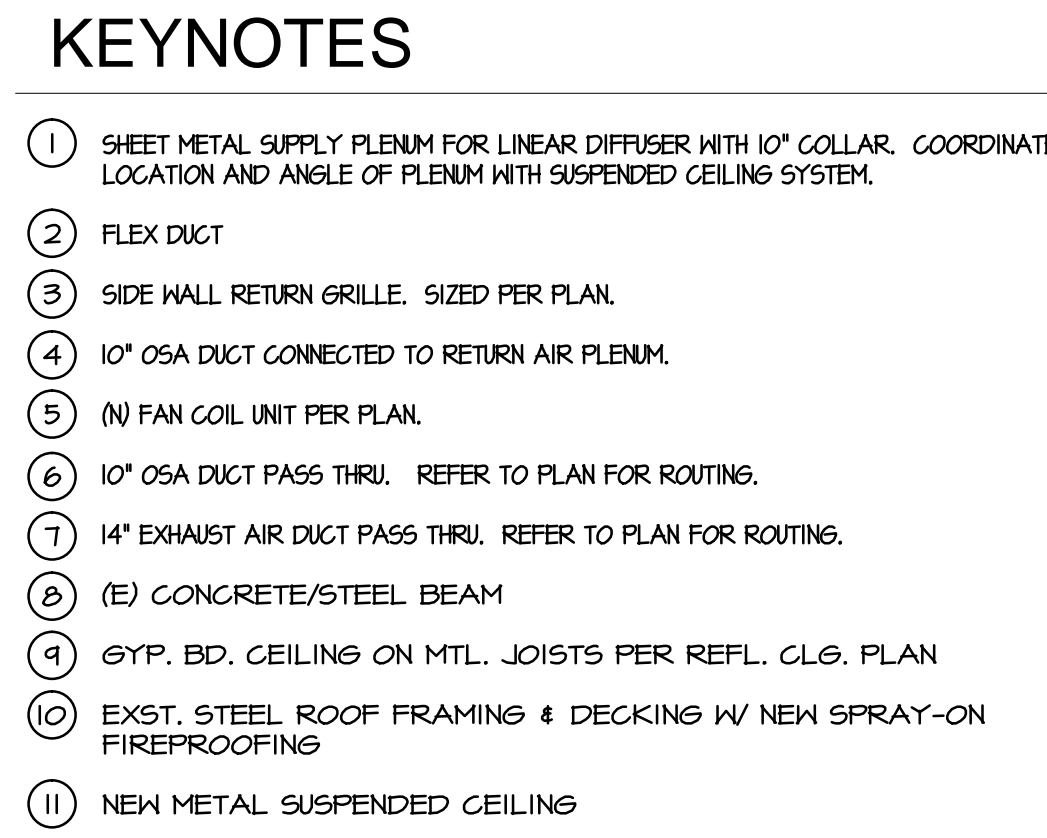 KEYNOTES
1 SHEET METAL SUPPLY PLENUM FOR LINEAR DIFFUSER WITH 10" COLLAR. COORDINATE
LOCATION AND ANGLE OF PLENUM WITH SUSPENDED CEILING SYSTEM.
2 FLEX DUCT
3 SIDE WALL RETURN GRILLE. SIZED PER PLAN.
4 10" OSA DUCT CONNECTED TO RETURN AIR PLENUM.
5 (N) FAN COIL UNIT PER PLAN.
6 10" OSA DUCT PASS THRU. REFER TO PLAN FOR ROUTING.
7 14" EXHAUST AIR DUCT PASS THRU. REFER TO PLAN FOR ROUTING.
8 (E) CONCRETE/STEEL BEAM
9 GYP. BD. CEILING ON MTL. JOISTS PER REFL. CLG. PLAN
10 EXST. STEEL ROOF FRAMING & DECKING W/ NEW SPRAY-ON
FIREPROOFING
11 NEW METAL SUSPENDED CEILING